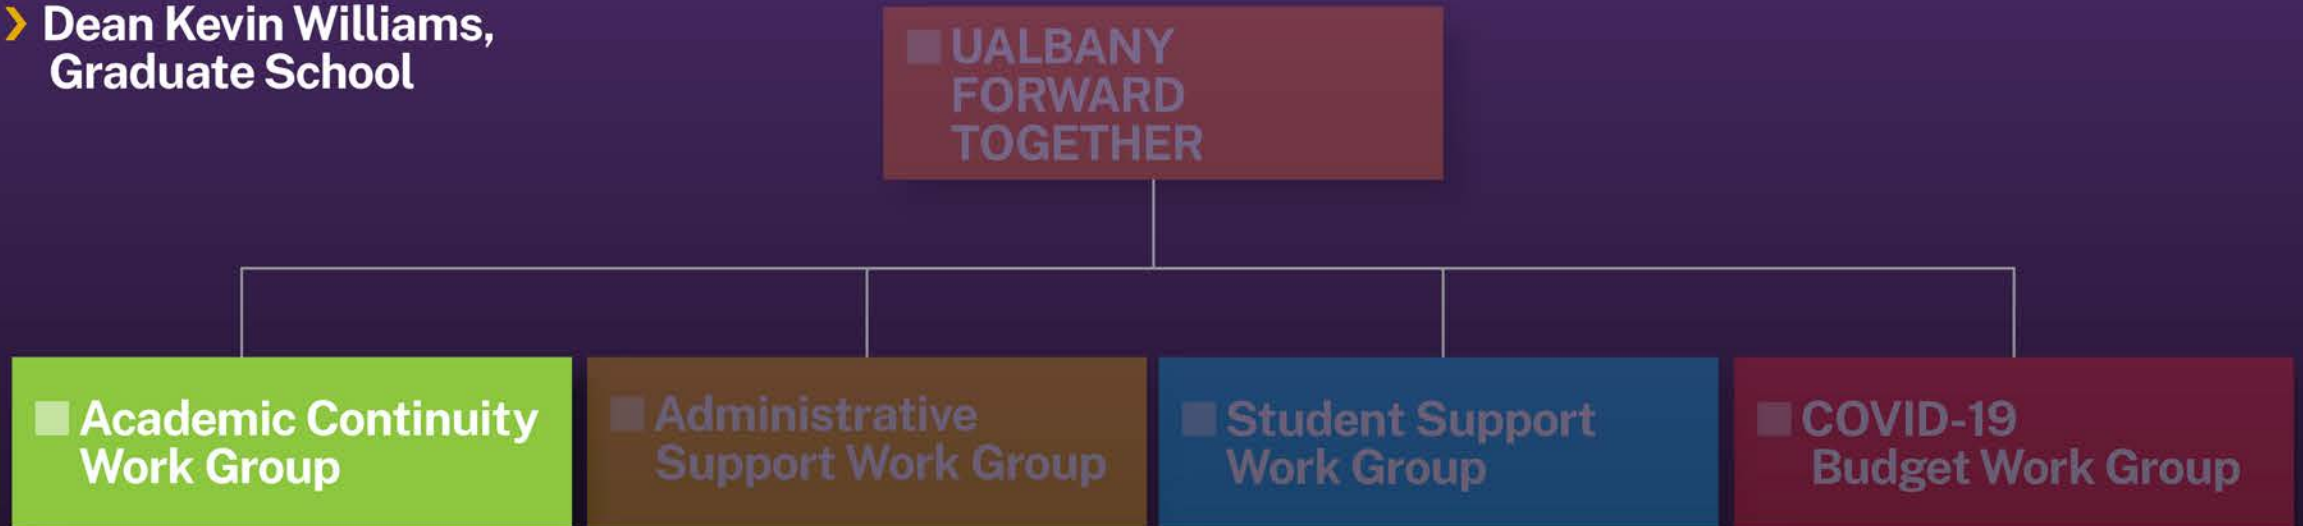 Dean Kevin Williams,
Graduate School
UALBANY
FORWARD
TOGETHER
Academic Continuity
Work Group
Administrative
Support Work Group
Student Support
Work Group
COVID-19
Budget Work Group